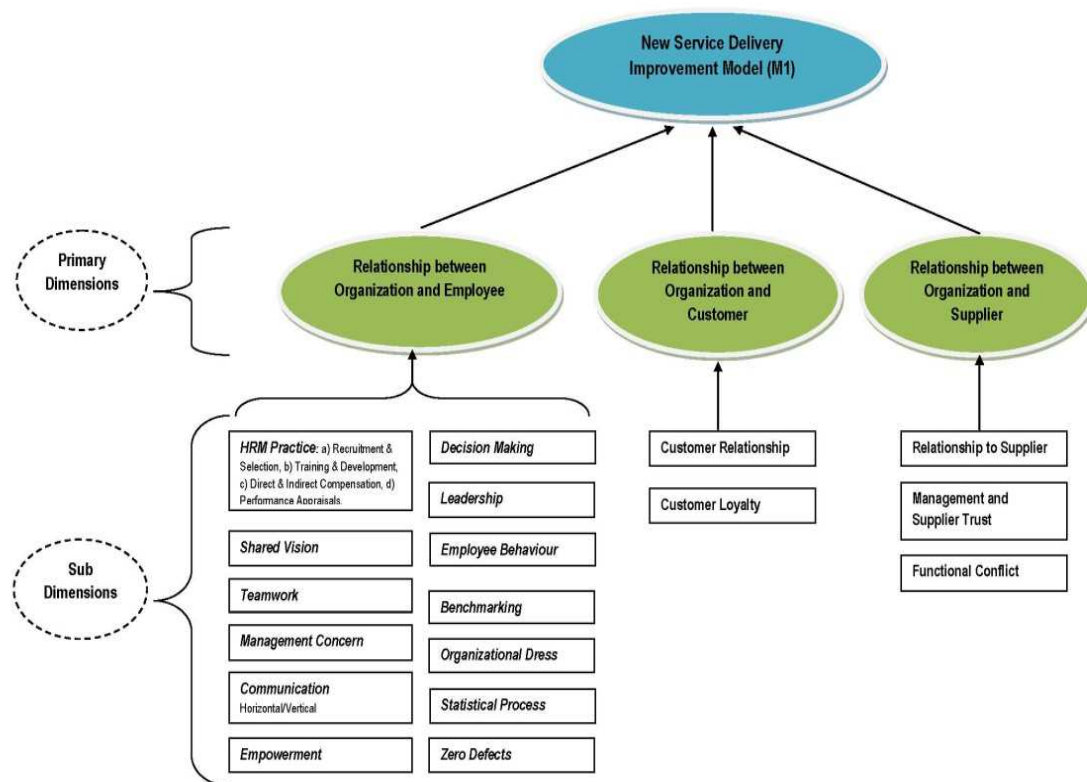 New Service Delivery
Improvement Model (M1)
Primary
Dimensions
Relationship between
Organization and Employee
Relationship between
Organization and
Customer
Relationship between
Organization and
Supplier
Sub
Dimensions
HRM Practice: a) Recruitment &
Selection, b) Training & Development,
c) Direct & Indirect Compensation, d)
Performance Appraisals.
Shared Vision
Teamwork
Management Concern
Communication
Horizontal/Vertical
Empowerment
Decision Making
Leadership
Employee Behaviour
Benchmarking
Organizational Dress
Statistical Process
Zero Defects
Customer Relationship
Customer Loyalty
Relationship to Supplier
Management and
Supplier Trust
Functional Conflict